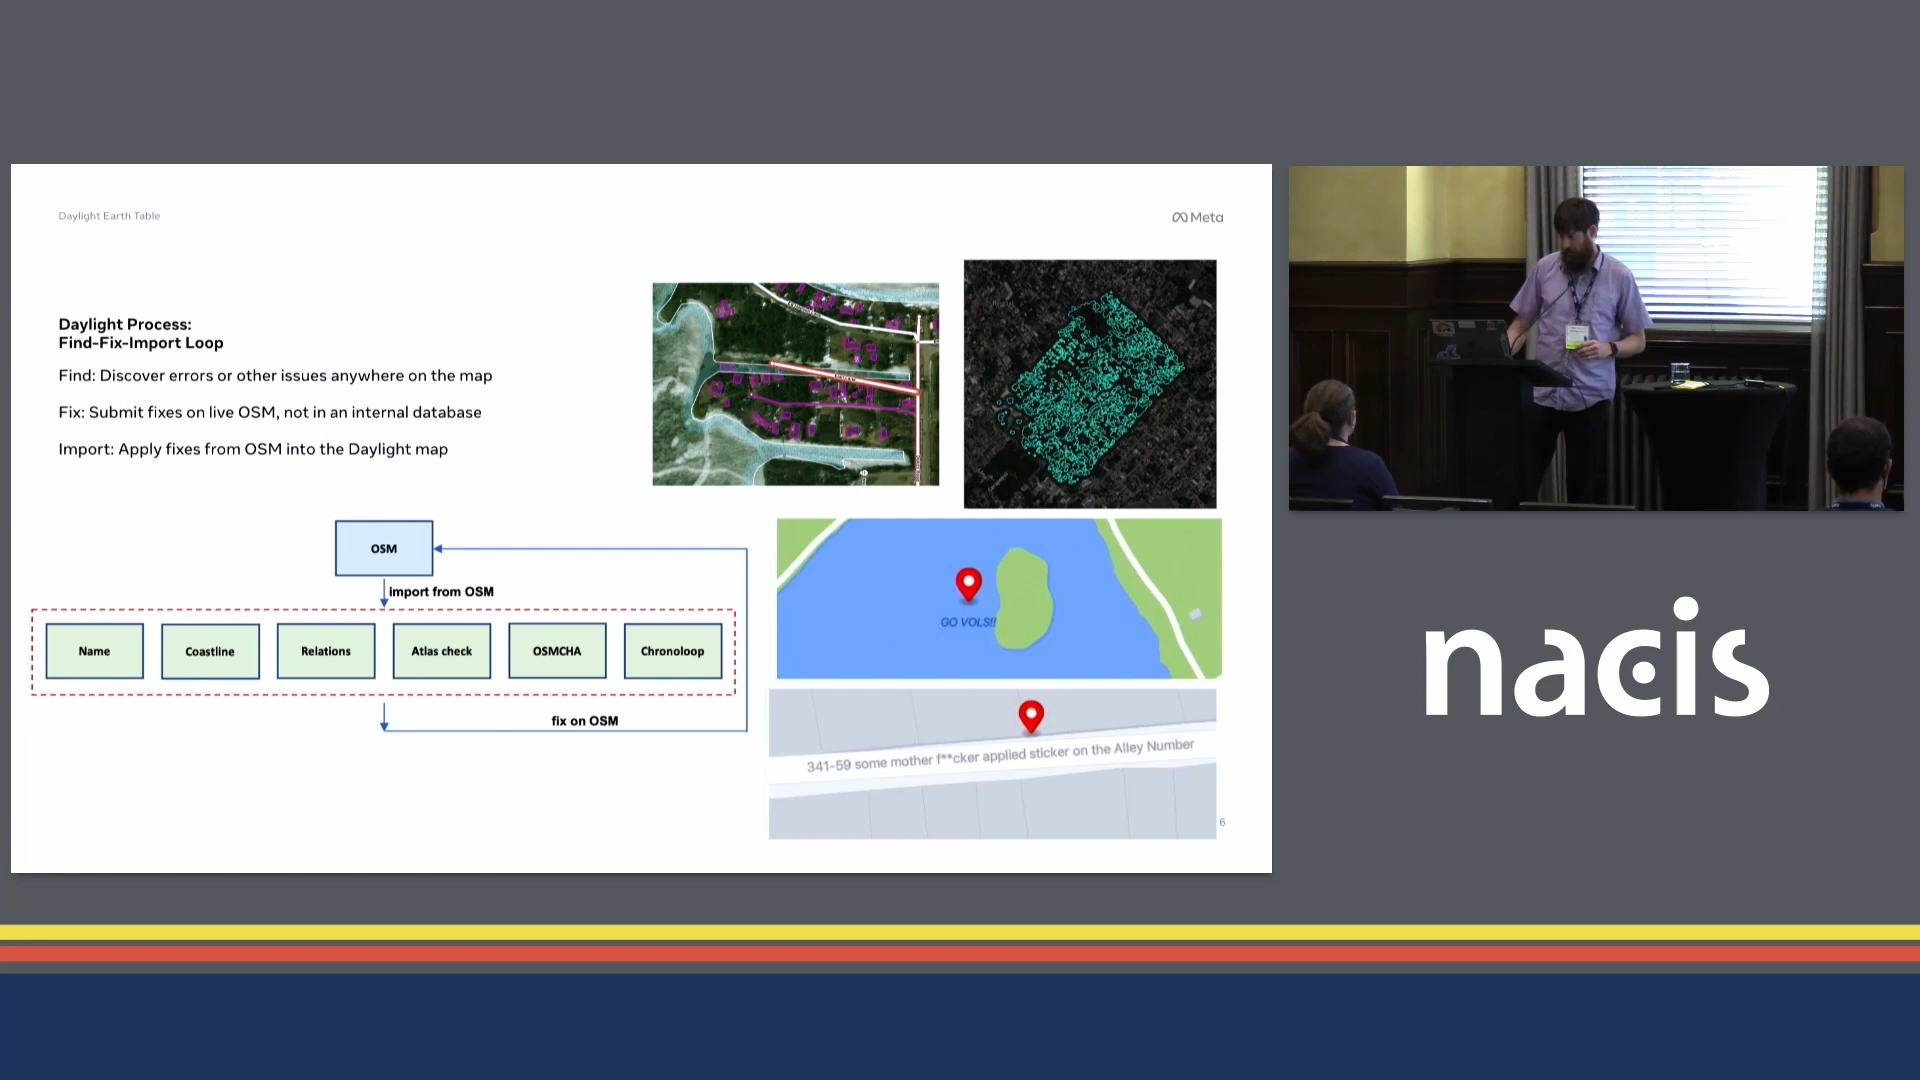 Daylight Earth Table
Meta
Daylight Process:
Find-Fix-Import Loop
Find: Discover errors or other issues anywhere on the map
Fix: Submit fixes on live OSM, not in an internal database
Import: Apply fixes from OSM into the Daylight map
OSM
import from OSM
Name
Coastline
Relations
Atlas check
OSMCHA
Chronoloop
fix on OSM
GO VOLS!!
341-59 some mother f**cker applied sticker on the Alley Number
6
nacis